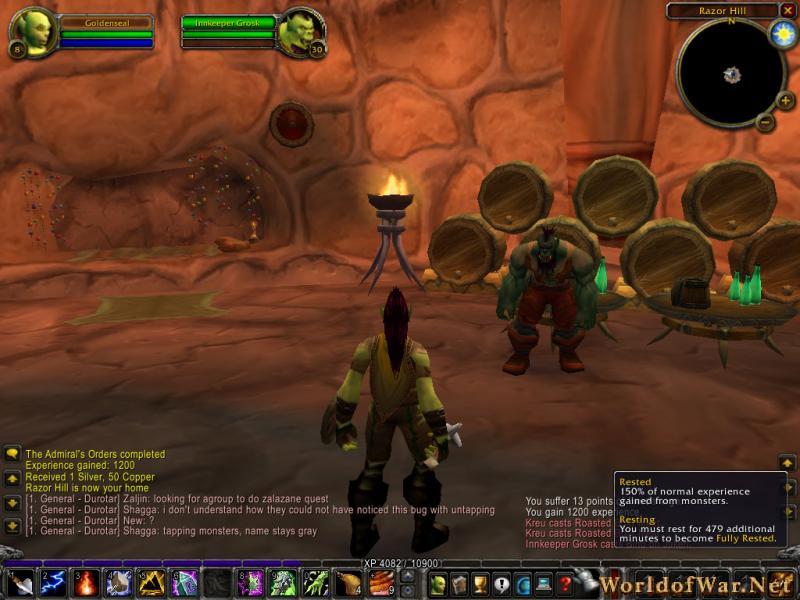 Goldenseal
8
Innkeeper Grosk
30
Razor Hill
N
The Admiral's Orders completed
Experience gained: 1200
Received 1 Silver, 50 Copper
Razor Hill is now your home
[1. General - Durotar] Zaljin: looking for agroup to do zalazane quest
[1. General - Durotar] Shagga: i don't understand how they could not have noticed this bug with untapping
[1. General - Durotar] New: ?
[1. General - Durotar] Shagga: tapping monsters, name stays gray
You suffer 13 points
You gain 1200 experience
Kreu casts Roasted
Kreu casts Roasted
Innkeeper Grosk
Rested
150% of normal experience
gained from monsters.
Resting
You must rest for 479 additional
minutes to become Fully Rested.
XP 4082 / 10900
WorldofWar.Net